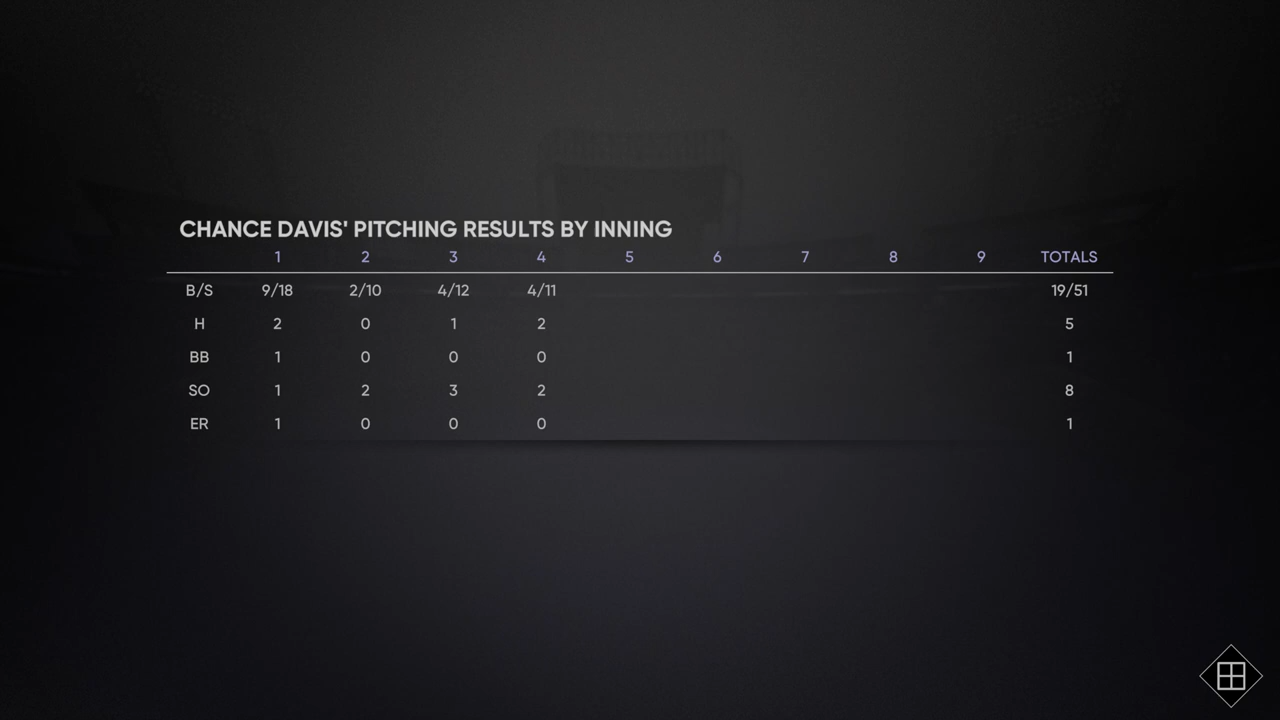 CHANCE DAVIS' PITCHING RESULTS BY INNING
1 2 3 4 5 6 7 8 9 TOTALS
B/S 9/18 2/10 4/12 4/11 19/51
H 2 0 1 2 5
BB 1 0 0 0 1
SO 1 2 3 2 8
ER 1 0 0 0 1